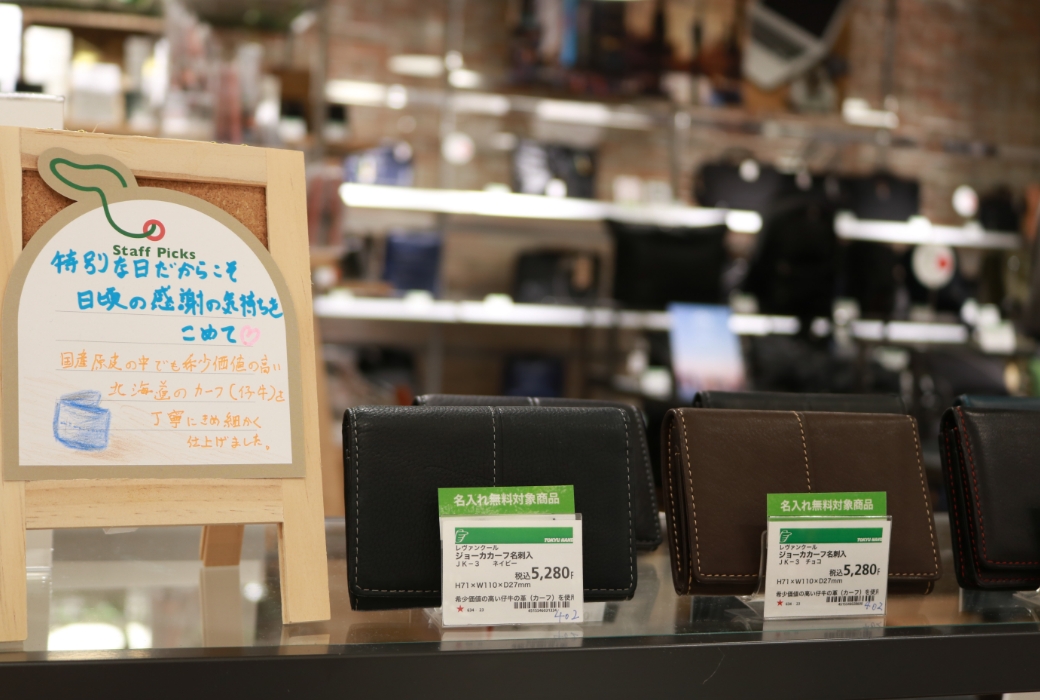 Staff Picks
特別な日だからこそ
日頃の感謝の気持ちを
こめて♡
国産原皮の中でも希少価値の高い
北海道のカーフ(仔牛)を
丁寧にきめ細かく
仕上げました。
名入れ無料対象商品
TOKYU HANDS
レヴァンクール
ジョーカカーフ名刺入
JK-3 ネイビー
税込5,280円
H71×W110×D27mm
希少価値の高い仔牛の革(カーフ)を使
402
名入れ無料対象商品
TOKYU HANDS
レヴァンクール
ジョーカカーフ名刺入
JK-3 チョコ
税込5,280円
H71×W110×D27mm
希少価値の高い仔牛の革(カーフ)を使
402